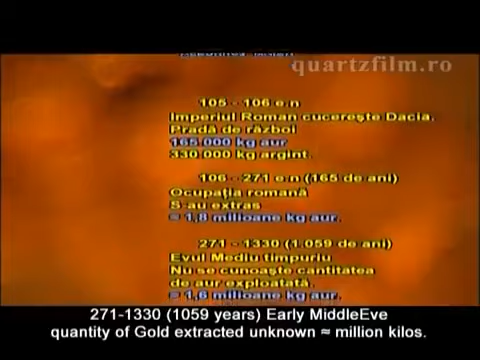 quartzfilm.ro
105 - 106 e.n
Imperiul Roman cucereşte Dacia.
Pradă de război
165 000 kg aur
330 000 kg argint.
106 - 271 e.n (165 de ani)
Ocupaţia romană
S-au extras
≈ 1,8 milioane kg aur.
271 - 1330 (1.059 de ani)
Evul Mediu timpuriu
Nu se cunoaşte cantitatea
de aur exploatată.
≈ 1,6 milioane kg aur.
271-1330 (1059 years) Early MiddleEve
quantity of Gold extracted unknown ≈ million kilos.